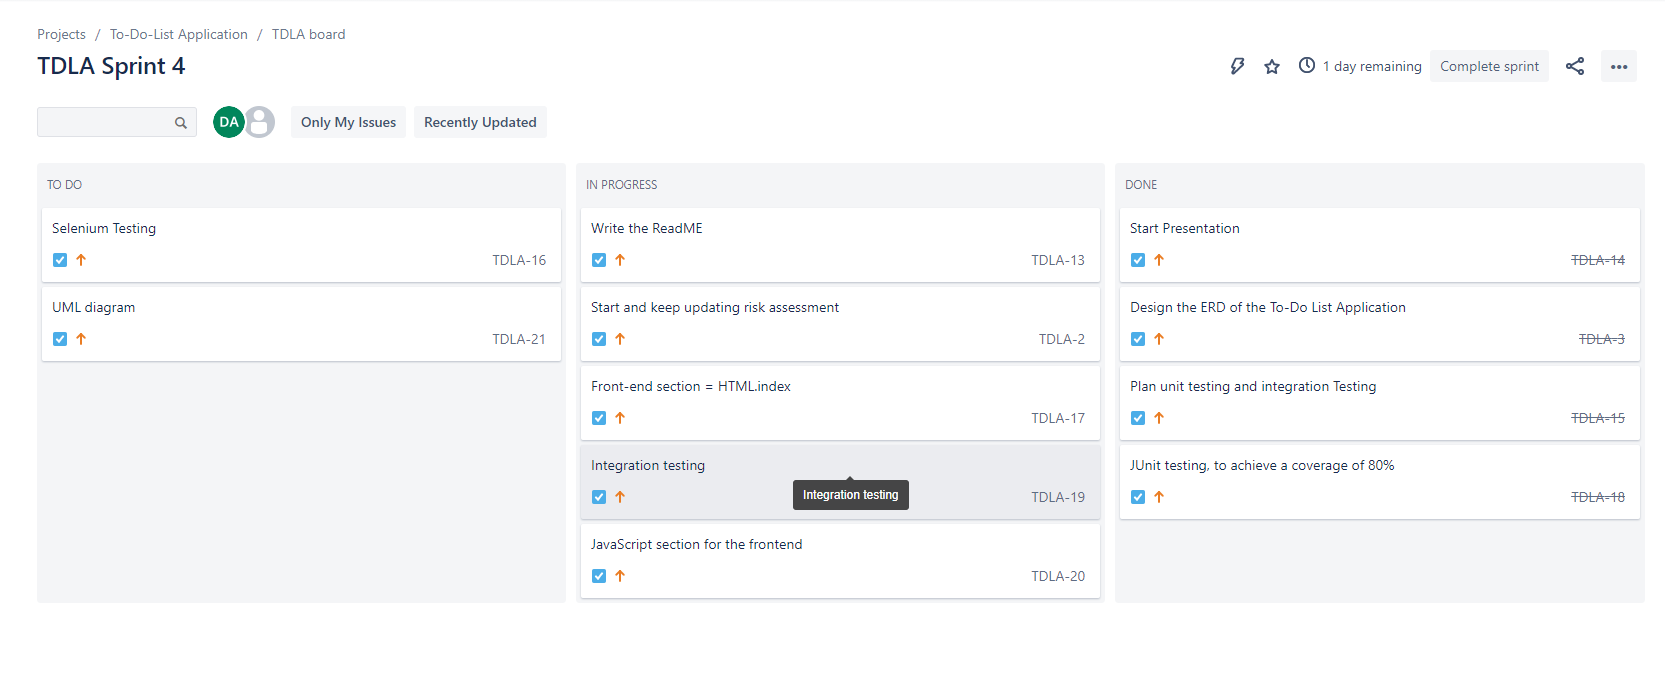 Projects / To-Do-List Application / TDLA board
TDLA Sprint 4
1 day remaining
Complete sprint
DA
Only My Issues
Recently Updated
TO DO
Selenium Testing
TDLA-16
UML diagram
TDLA-21
IN PROGRESS
Write the ReadME
TDLA-13
Start and keep updating risk assessment
TDLA-2
Front-end section = HTML.index
TDLA-17
Integration testing
Integration testing
TDLA-19
JavaScript section for the frontend
TDLA-20
DONE
Start Presentation
TDLA-14
Design the ERD of the To-Do List Application
TDLA-3
Plan unit testing and integration Testing
TDLA-15
JUnit testing, to achieve a coverage of 80%
TDLA-18